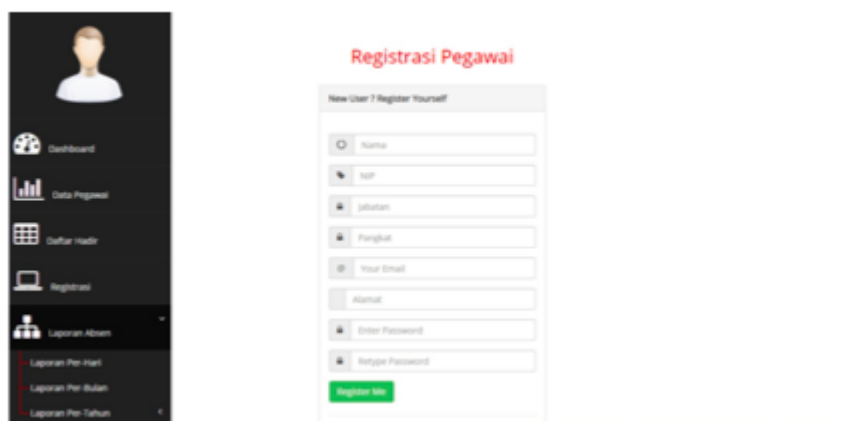 Dashboard
Data Pegawai
Daftar Hadir
Registrasi
Laporan Absen
Laporan Per-Hari
Laporan Per-Bulan
Laporan Per-Tahun
Registrasi Pegawai
New User ? Register Yourself
Nama
NIP
Jabatan
Pangkat
@ Your Email
Alamat
Enter Password
Retype Password
Register Me